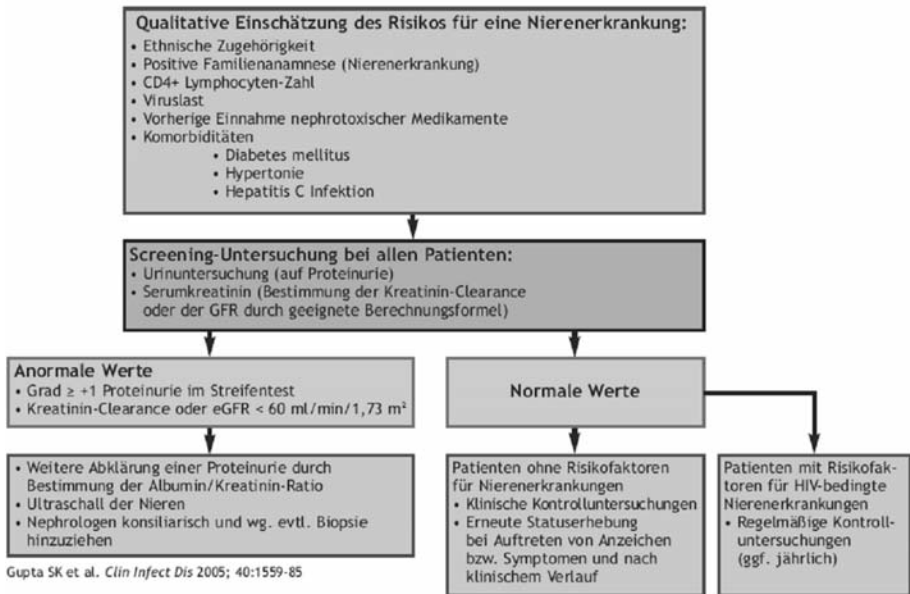 Qualitative Einschätzung des Risikos für eine Nierenerkrankung:
• Ethnische Zugehörigkeit
• Positive Familienanamnese (Nierenerkrankung)
• CD4+ Lymphocyten-Zahl
• Viruslast
• Vorherige Einnahme nephrotoxischer Medikamente
• Komorbiditäten
• Diabetes mellitus
• Hypertonie
• Hepatitis C Infektion
Screening-Untersuchung bei allen Patienten:
• Urinuntersuchung (auf Proteinurie)
• Serumkreatinin (Bestimmung der Kreatinin-Clearance
oder der GFR durch geeignete Berechnungsformel)
Anormale Werte
• Grad ≥ +1 Proteinurie im Streifentest
• Kreatinin-Clearance oder eGFR < 60 ml/min/1,73 m²
Normale Werte
• Weitere Abklärung einer Proteinurie durch
Bestimmung der Albumin/Kreatinin-Ratio
• Ultraschall der Nieren
• Nephrologen konsiliarisch und wg. evtl. Biopsie
hinzuziehen
Patienten ohne Risikofaktoren
für Nierenerkrankungen
• Klinische Kontrolluntersuchungen
• Erneute Statuserhebung
bei Auftreten von Anzeichen
bzw. Symptomen und nach
klinischem Verlauf
Patienten mit Risikofak-
toren für HIV-bedingte
Nierenerkrankungen
• Regelmäßige Kontroll-
untersuchungen
(ggf. jährlich)
Gupta SK et al. Clin Infect Dis 2005; 40:1559-85